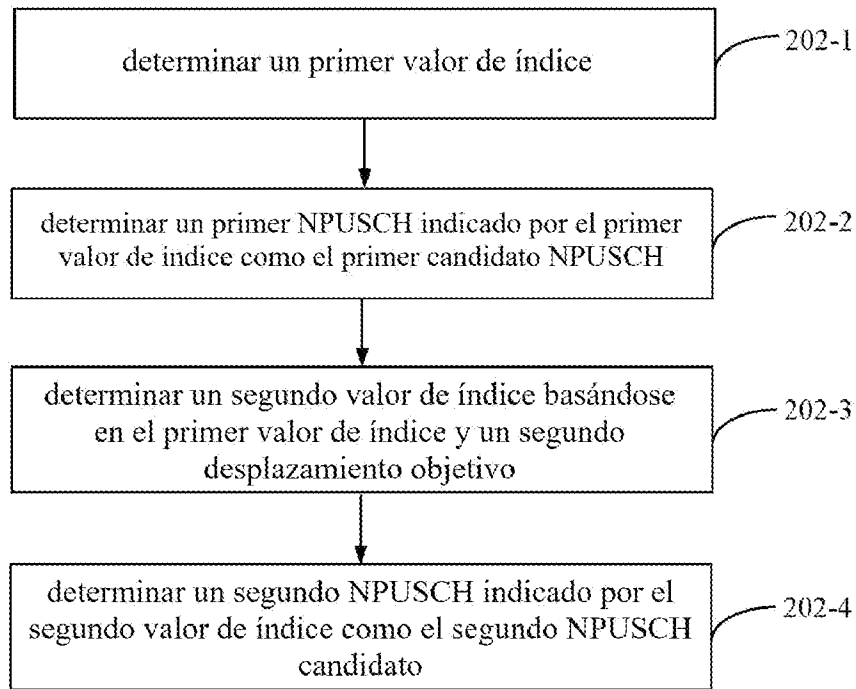 determinar un primer valor de índice
202-1
determinar un primer NPUSCH indicado por el primer
valor de índice como el primer candidato NPUSCH
202-2
determinar un segundo valor de índice basándose
en el primer valor de índice y un segundo
desplazamiento objetivo
202-3
determinar un segundo NPUSCH indicado por el
segundo valor de índice como el segundo NPUSCH
candidato
202-4